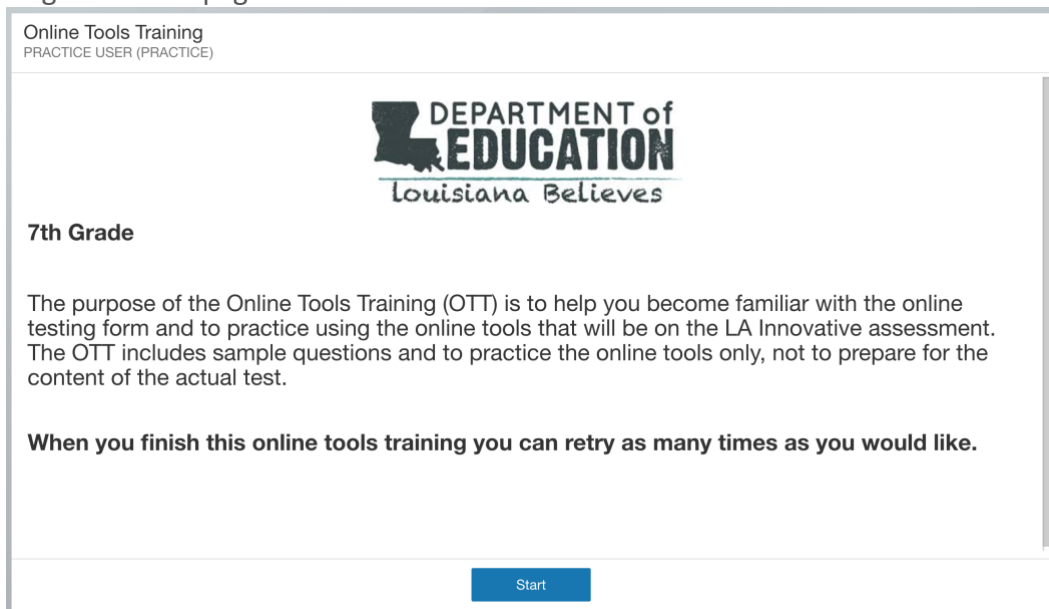 Online Tools Training
PRACTICE USER (PRACTICE)
DEPARTMENT of
EDUCATION
Louisiana Believes
7th Grade
The purpose of the Online Tools Training (OTT) is to help you become familiar with the online
testing form and to practice using the online tools that will be on the LA Innovative assessment.
The OTT includes sample questions and to practice the online tools only, not to prepare for the
content of the actual test.
When you finish this online tools training you can retry as many times as you would like.
Start